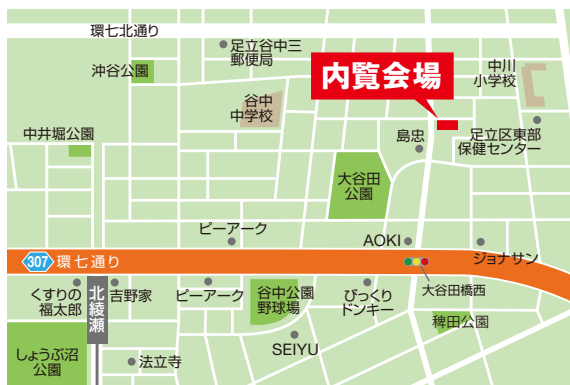 環七北通り
足立谷中三
郵便局
沖谷公園
内覧会場
中川
小学校
谷中
中学校
中井堀公園
島忠
足立区東部
保健センター
大谷田
公園
ピーアーク
AOKI
307
環七通り
ジョナサン
くすりの
福太郎
北綾瀬
吉野家
ピーアーク
谷中公園
野球場
びっくり
ドンキー
大谷田橋西
稗田公園
SEIYU
しょうぶ沼
公園
法立寺